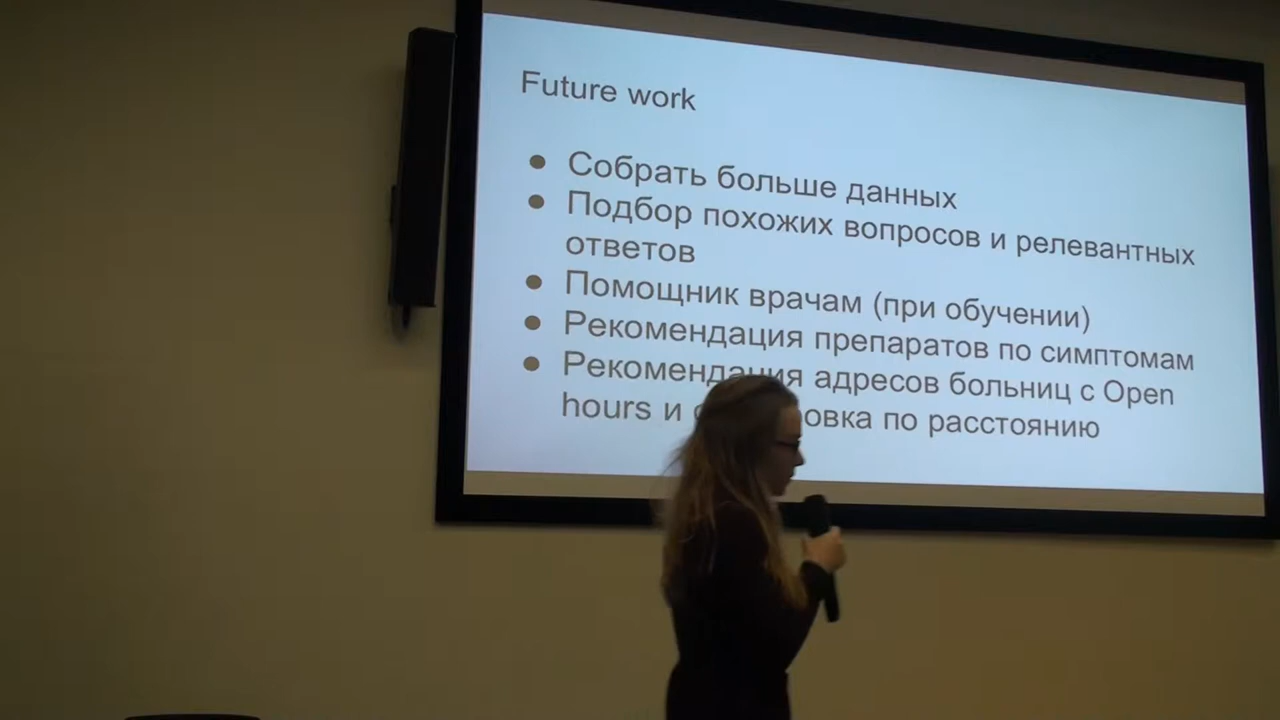 Future work
● Собрать больше данных
● Подбор похожих вопросов и релевантных
ответов
● Помощник врачам (при обучении)
● Рекомендация препаратов по симптомам
● Рекомендация адресов больниц с Open
hours и по расстоянию